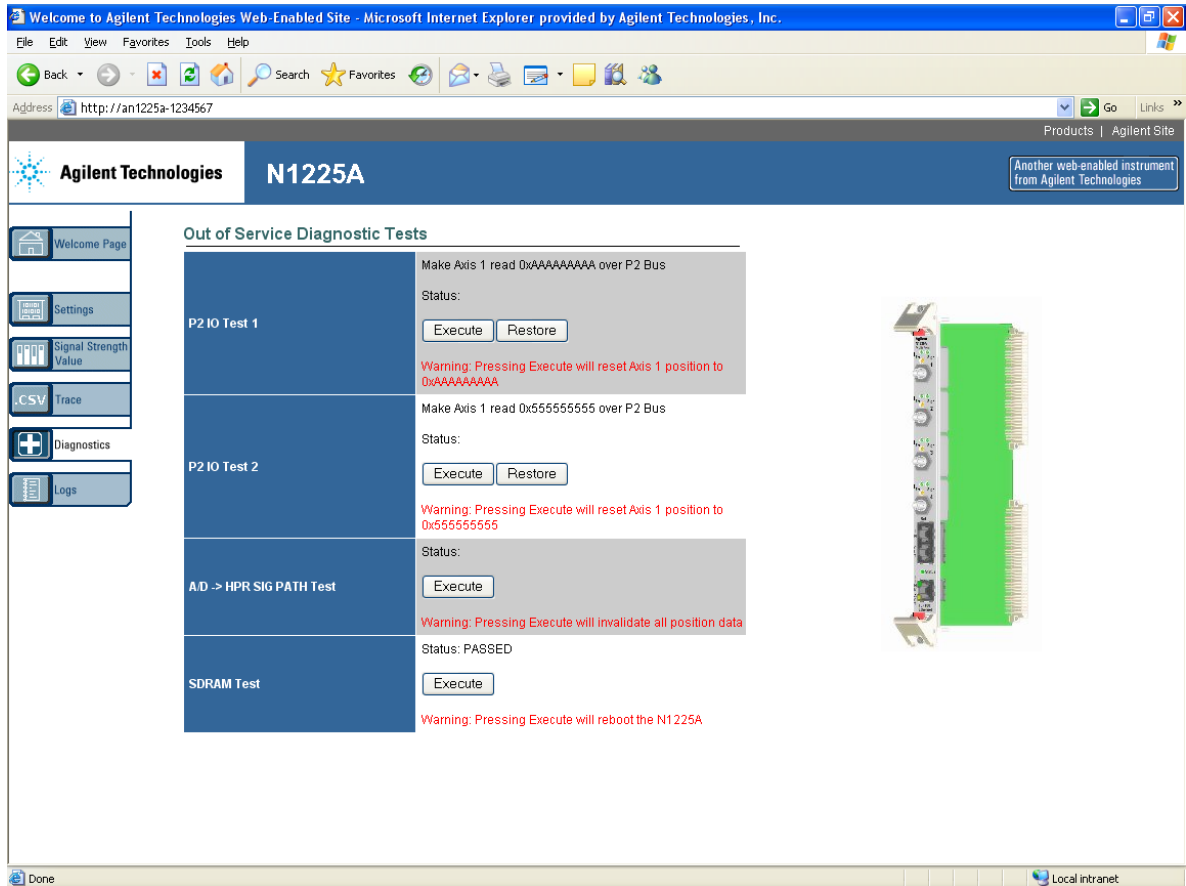 Welcome to Agilent Technologies Web-Enabled Site - Microsoft Internet Explorer provided by Agilent Technologies, Inc.
File Edit View Favorites Tools Help
Back Search Favorites
Address http://an1225a-1234567 Go Links »
Products | Agilent Site
Agilent Technologies N1225A
Another web-enabled instrument
from Agilent Technologies
Welcome Page
Settings
Signal Strength
Value
.CSV Trace
Diagnostics
Logs
Out of Service Diagnostic Tests
P2 IO Test 1
Make Axis 1 read 0xAAAAAAAAA over P2 Bus
Status:
Execute Restore
Warning: Pressing Execute will reset Axis 1 position to
0xAAAAAAAAA
P2 IO Test 2
Make Axis 1 read 0x555555555 over P2 Bus
Status:
Execute Restore
Warning: Pressing Execute will reset Axis 1 position to
0x555555555
A/D -> HPR SIG PATH Test
Status:
Execute
Warning: Pressing Execute will invalidate all position data
SDRAM Test
Status: PASSED
Execute
Warning: Pressing Execute will reboot the N1225A
Done
Local intranet